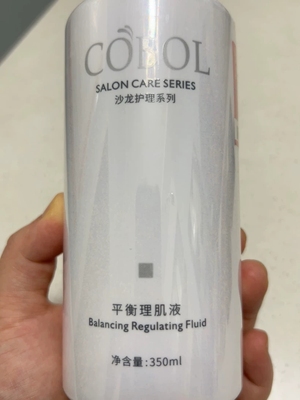 COBOL
SALON CARE SERIES
沙龙护理系列
平衡理肌液
Balancing Regulating Fluid
净含量:350ml